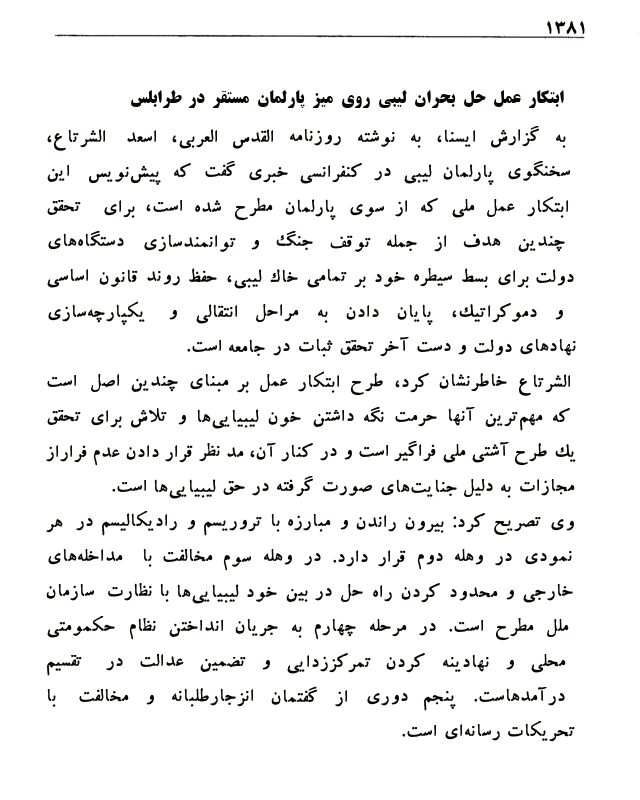 ۱۳۸۱
ابتکار عمل حل بحران لیبی روی میز پارلمان مستقر در طرابلس
به گزارش ایسنا، به نوشته روزنامه القدس العربی، اسعد الشرتاع،
سخنگوی پارلمان لیبی در کنفرانسی خبری گفت که پیش‌نویس این
ابتکار عمل ملی که از سوی پارلمان مطرح شده است، برای تحقق
چندین هدف از جمله توقف جنگ و توانمندسازی دستگاه‌های
دولت برای بسط سیطره خود بر تمامی خاك لیبی، حفظ روند قانون اساسی
و دموکراتیك، پایان دادن به مراحل انتقالی و یکپارچه‌سازی
نهادهای دولت و دست آخر تحقق ثبات در جامعه است.
الشرتاع خاطرنشان کرد، طرح ابتکار عمل بر مبنای چندین اصل است
که مهم‌ترین آنها حرمت نگه داشتن خون لیبیایی‌ها و تلاش برای تحقق
یك طرح آشتی ملی فراگیر است و در کنار آن، مد نظر قرار دادن عدم فراراز
مجازات به دلیل جنایت‌های صورت گرفته در حق لیبیایی‌ها است.
وی تصریح کرد: بیرون راندن و مبارزه با تروریسم و رادیکالیسم در هر
نمودی در وهله دوم قرار دارد. در وهله سوم مخالفت با مداخله‌های
خارجی و محدود کردن راه حل در بین خود لیبیایی‌ها با نظارت سازمان
ملل مطرح است. در مرحله چهارم به جریان انداختن نظام حکمومتی
محلی و نهادینه کردن تمرکززدایی و تضمین عدالت در تقسیم
درآمدهاست. پنجم دوری از گفتمان انزجارطلبانه و مخالفت با
تحریکات رسانه‌ای است.